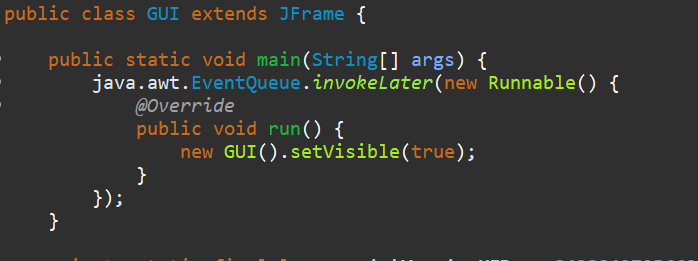 public class GUI extends JFrame {
public static void main(String[] args) {
java.awt.EventQueue.invokeLater(new Runnable() {
@Override
public void run() {
new GUI().setVisible(true);
}
});
}